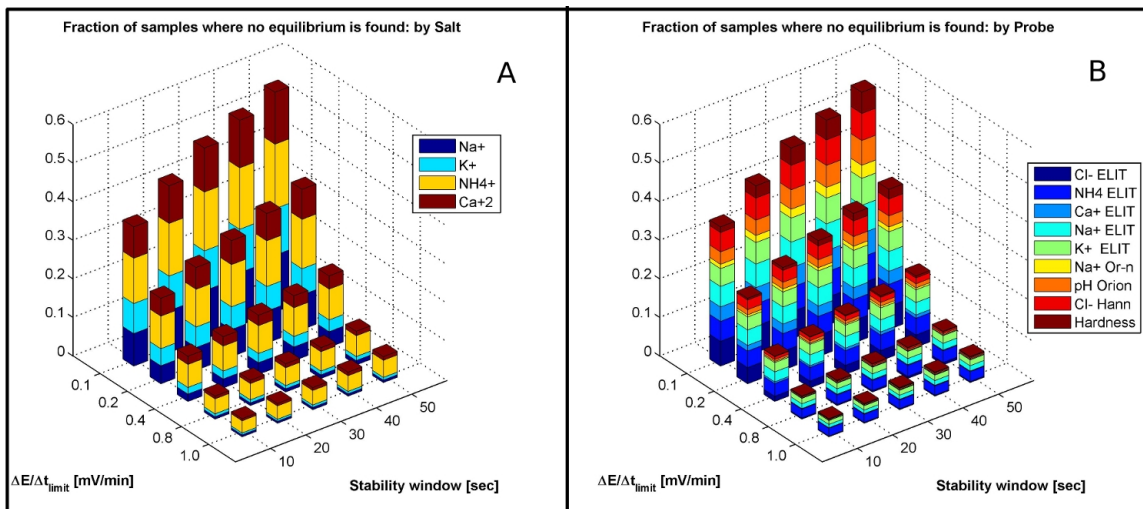 Fraction of samples where no equilibrium is found: by Salt
A
0.6
0.5
0.4
0.3
0.2
0.1
0
Na+
K+
NH4+
Ca+2
0.1
0.2
0.4
0.8
1.0
10
20
30
40
50
ΔE/Δt_limit [mV/min]
Stability window [sec]
Fraction of samples where no equilibrium is found: by Probe
B
0.6
0.5
0.4
0.3
0.2
0.1
0
Cl- ELIT
NH4 ELIT
Ca+ ELIT
Na+ ELIT
K+ ELIT
Na+ Or-n
pH Orion
Cl- Hann
Hardness
0.1
0.2
0.4
0.8
1.0
10
20
30
40
50
ΔE/Δt_limit [mV/min]
Stability window [sec]